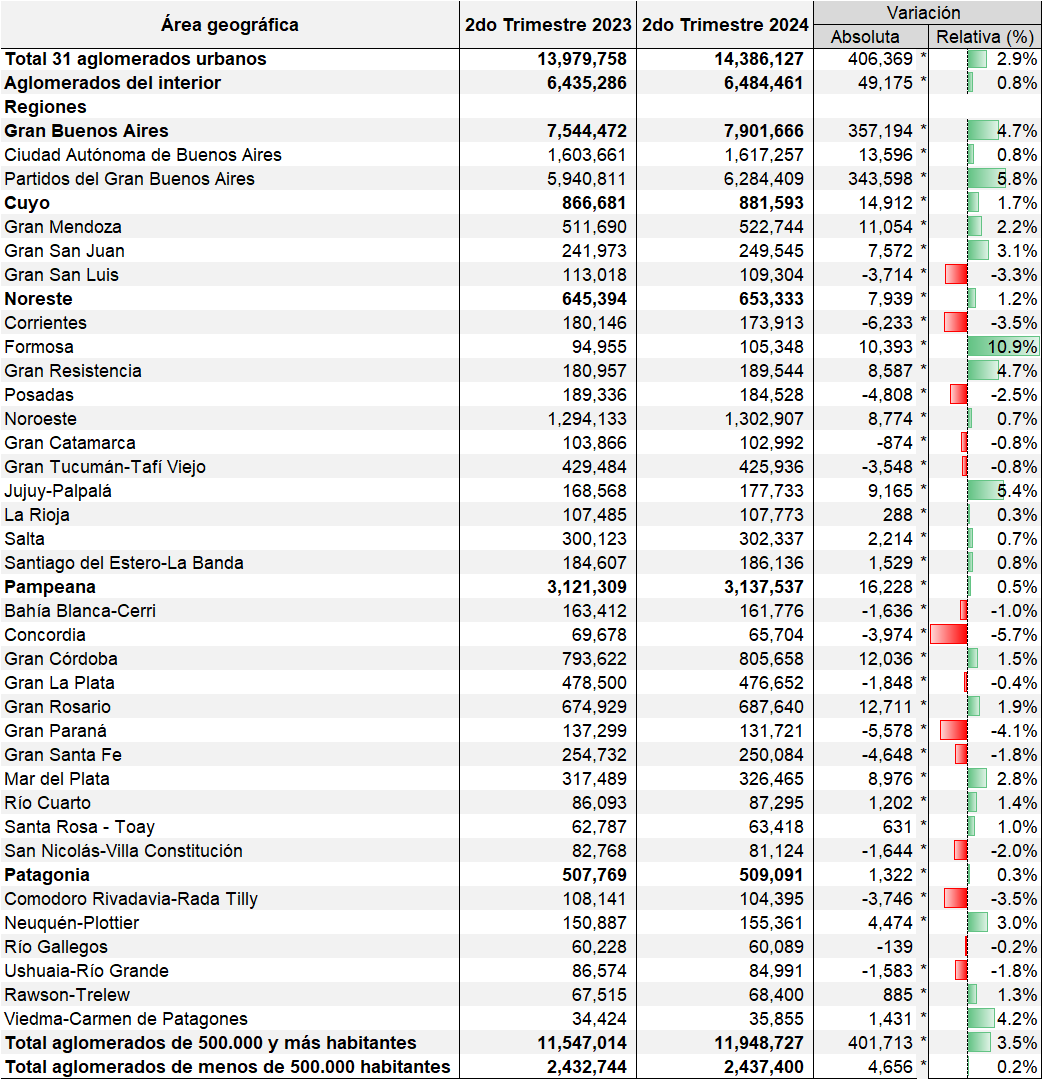 Área geográfica 2do Trimestre 2023 2do Trimestre 2024 Variación
Absoluta Relativa (%)
Total 31 aglomerados urbanos 13,979,758 14,386,127 406,369 * 2.9%
Aglomerados del interior 6,435,286 6,484,461 49,175 * 0.8%
Regiones
Gran Buenos Aires 7,544,472 7,901,666 357,194 * 4.7%
Ciudad Autónoma de Buenos Aires 1,603,661 1,617,257 13,596 * 0.8%
Partidos del Gran Buenos Aires 5,940,811 6,284,409 343,598 * 5.8%
Cuyo 866,681 881,593 14,912 * 1.7%
Gran Mendoza 511,690 522,744 11,054 * 2.2%
Gran San Juan 241,973 249,545 7,572 * 3.1%
Gran San Luis 113,018 109,304 -3,714 * -3.3%
Noreste 645,394 653,333 7,939 * 1.2%
Corrientes 180,146 173,913 -6,233 * -3.5%
Formosa 94,955 105,348 10,393 * 10.9%
Gran Resistencia 180,957 189,544 8,587 * 4.7%
Posadas 189,336 184,528 -4,808 * -2.5%
Noroeste 1,294,133 1,302,907 8,774 * 0.7%
Gran Catamarca 103,866 102,992 -874 * -0.8%
Gran Tucumán-Tafí Viejo 429,484 425,936 -3,548 * -0.8%
Jujuy-Palpalá 168,568 177,733 9,165 * 5.4%
La Rioja 107,485 107,773 288 * 0.3%
Salta 300,123 302,337 2,214 * 0.7%
Santiago del Estero-La Banda 184,607 186,136 1,529 * 0.8%
Pampeana 3,121,309 3,137,537 16,228 * 0.5%
Bahía Blanca-Cerri 163,412 161,776 -1,636 * -1.0%
Concordia 69,678 65,704 -3,974 * -5.7%
Gran Córdoba 793,622 805,658 12,036 * 1.5%
Gran La Plata 478,500 476,652 -1,848 * -0.4%
Gran Rosario 674,929 687,640 12,711 * 1.9%
Gran Paraná 137,299 131,721 -5,578 * -4.1%
Gran Santa Fe 254,732 250,084 -4,648 * -1.8%
Mar del Plata 317,489 326,465 8,976 * 2.8%
Río Cuarto 86,093 87,295 1,202 * 1.4%
Santa Rosa - Toay 62,787 63,418 631 * 1.0%
San Nicolás-Villa Constitución 82,768 81,124 -1,644 * -2.0%
Patagonia 507,769 509,091 1,322 * 0.3%
Comodoro Rivadavia-Rada Tilly 108,141 104,395 -3,746 * -3.5%
Neuquén-Plottier 150,887 155,361 4,474 * 3.0%
Río Gallegos 60,228 60,089 -139 -0.2%
Ushuaia-Río Grande 86,574 84,991 -1,583 * -1.8%
Rawson-Trelew 67,515 68,400 885 * 1.3%
Viedma-Carmen de Patagones 34,424 35,855 1,431 * 4.2%
Total aglomerados de 500.000 y más habitantes 11,547,014 11,948,727 401,713 * 3.5%
Total aglomerados de menos de 500.000 habitantes 2,432,744 2,437,400 4,656 * 0.2%